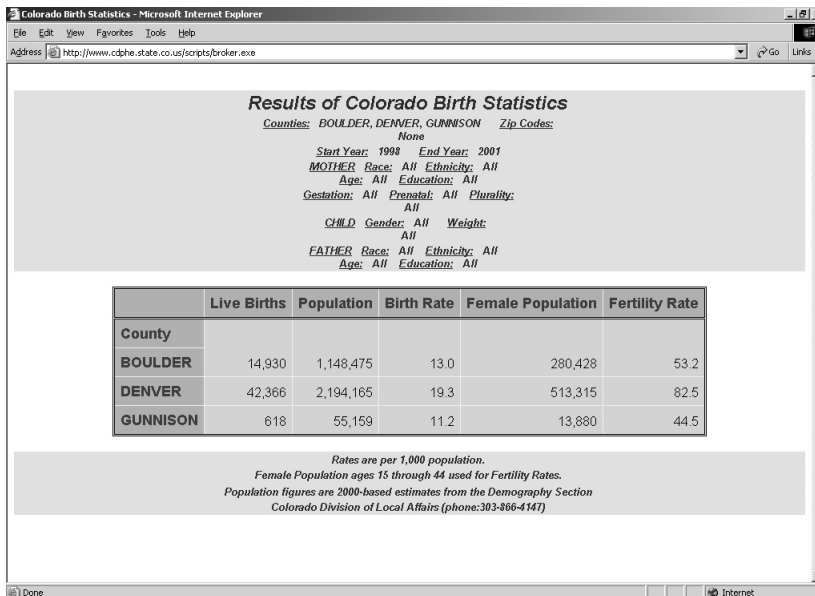 Colorado Birth Statistics - Microsoft Internet Explorer
File Edit View Favorites Tools Help
Address http://www.cdphe.state.co.us/scripts/broker.exe Go Links
Results of Colorado Birth Statistics
Counties: BOULDER, DENVER, GUNNISON Zip Codes:
None
Start Year: 1998 End Year: 2001
MOTHER Race: All Ethnicity: All
Age: All Education: All
Gestation: All Prenatal: All Plurality:
All
CHILD Gender: All Weight:
All
FATHER Race: All Ethnicity: All
Age: All Education: All
Live Births Population Birth Rate Female Population Fertility Rate
County
BOULDER 14,930 1,148,475 13.0 280,428 53.2
DENVER 42,366 2,194,165 19.3 513,315 82.5
GUNNISON 618 55,159 11.2 13,880 44.5
Rates are per 1,000 population.
Female Population ages 15 through 44 used for Fertility Rates.
Population figures are 2000-based estimates from the Demography Section
Colorado Division of Local Affairs (phone:303-866-4147)
Done Internet